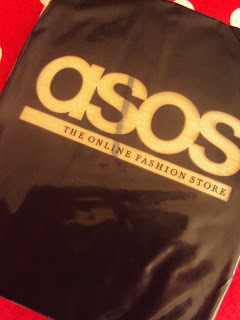 asos
THE ONLINE FASHION STORE